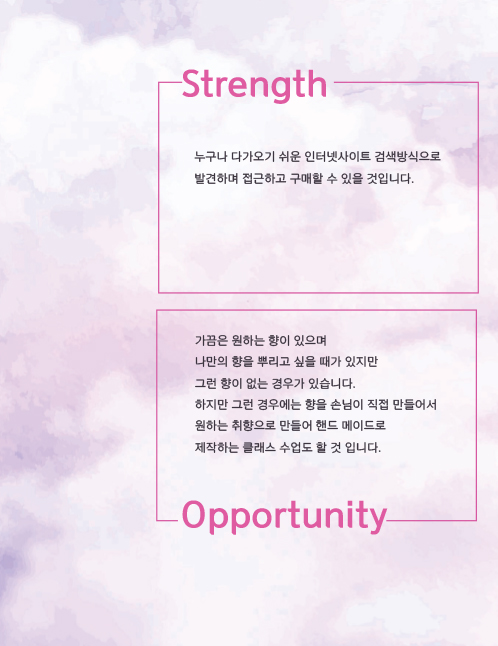 Strength
누구나 다가오기 쉬운 인터넷사이트 검색방식으로
발견하며 접근하고 구매할 수 있을 것입니다.
가끔은 원하는 향이 있으며
나만의 향을 뿌리고 싶을 때가 있지만
그런 향이 없는 경우가 있습니다.
하지만 그런 경우에는 향을 손님이 직접 만들어서
원하는 취향으로 만들어 핸드 메이드로
제작하는 클래스 수업도 할 것 입니다.
Opportunity